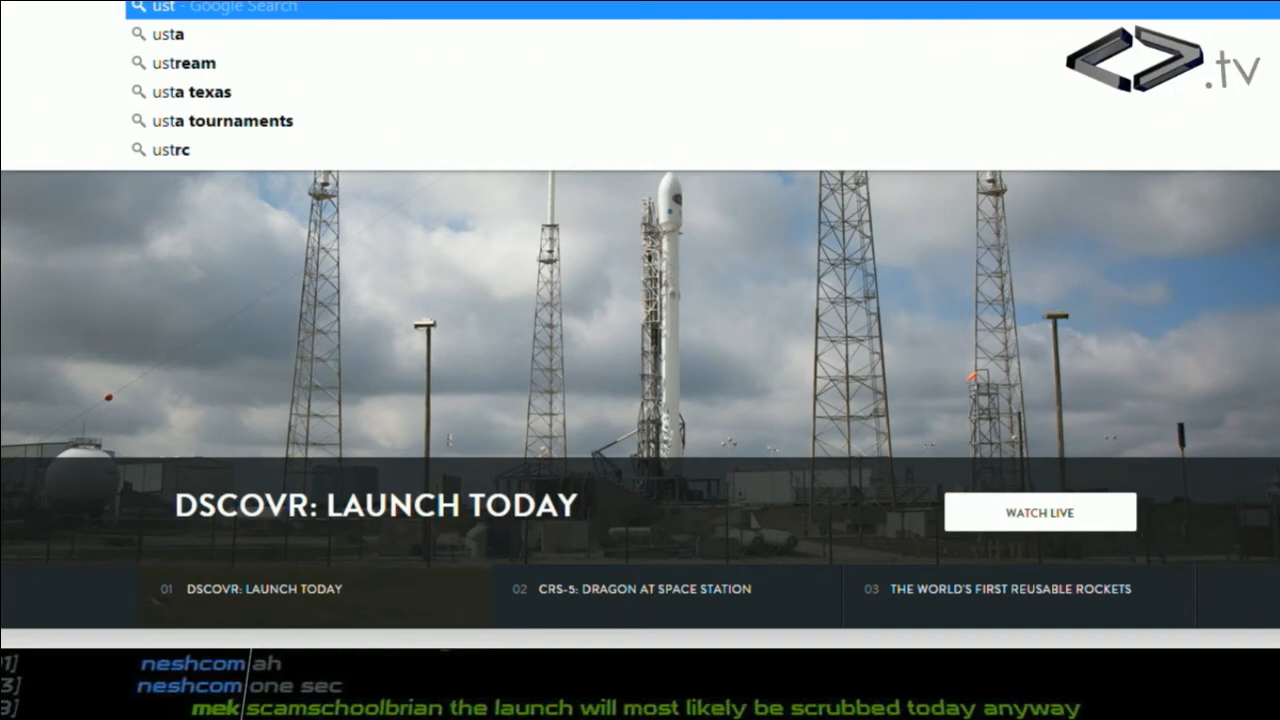 ust - Google Search
usta
ustream
usta texas
usta tournaments
ustrc
.tv
DSCOVR: LAUNCH TODAY
WATCH LIVE
01 DSCOVR: LAUNCH TODAY
02 CRS-5: DRAGON AT SPACE STATION
03 THE WORLD'S FIRST REUSABLE ROCKETS
1] neshcom ah
3] neshcom one sec
3] mek scamschoolbrian the launch will most likely be scrubbed today anyway